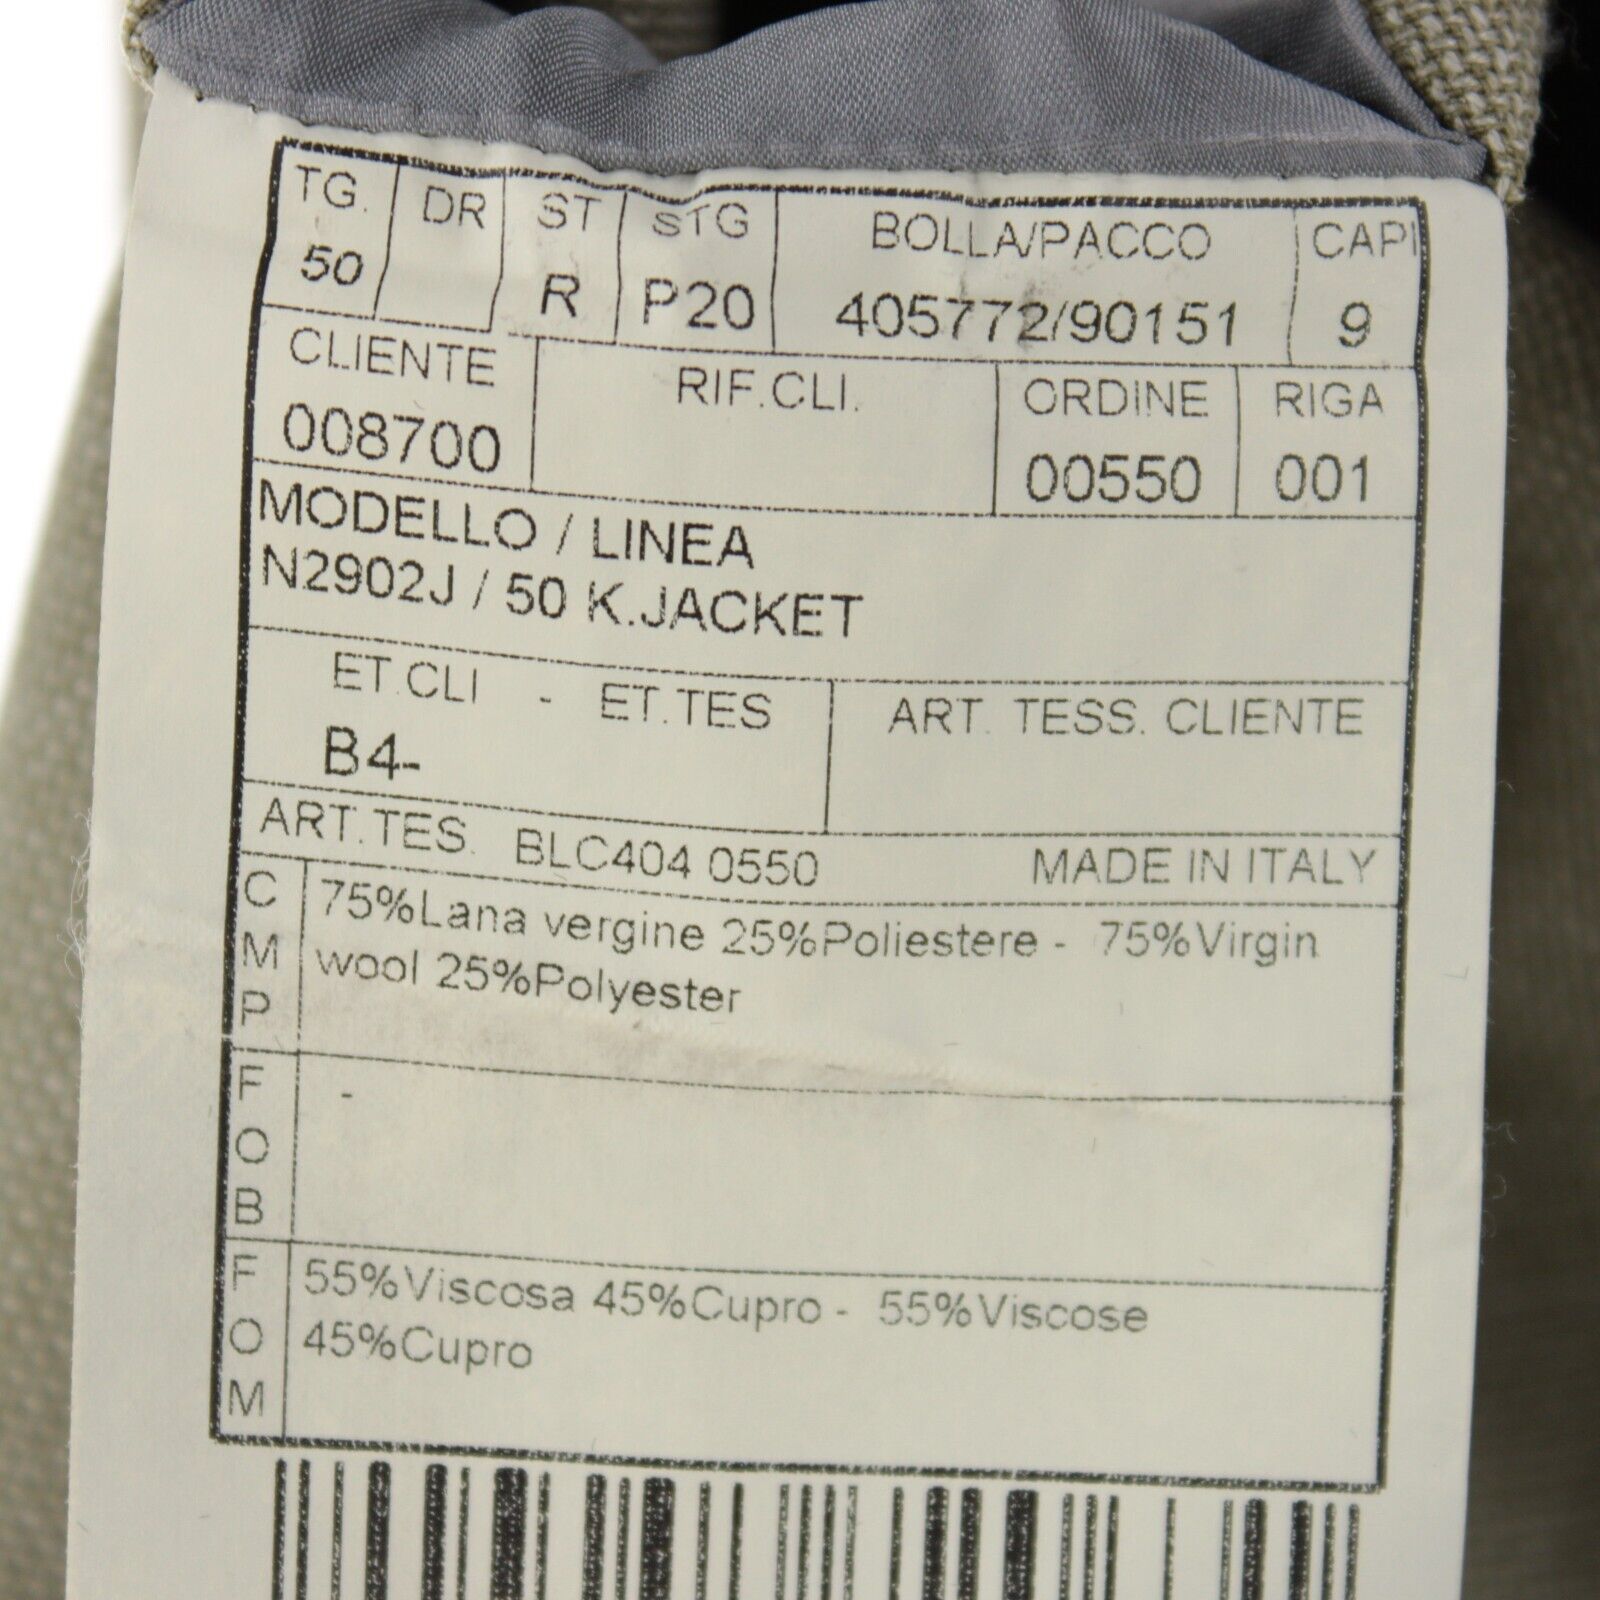 TG. DR ST STG BOLLA/PACCO CAPI
50 R P20 405772/90151 9
CLIENTE RIF.CLI. ORDINE RIGA
008700 00550 001
MODELLO / LINEA
N2902J / 50 K.JACKET
ET.CLI - ET.TES ART. TESS. CLIENTE
B4-
ART.TES. BLC404 0550 MADE IN ITALY
CMP
75%Lana vergine 25%Poliestere - 75%Virgin
wool 25%Polyester
FOB
-
FOM
55%Viscosa 45%Cupro - 55%Viscose
45%Cupro